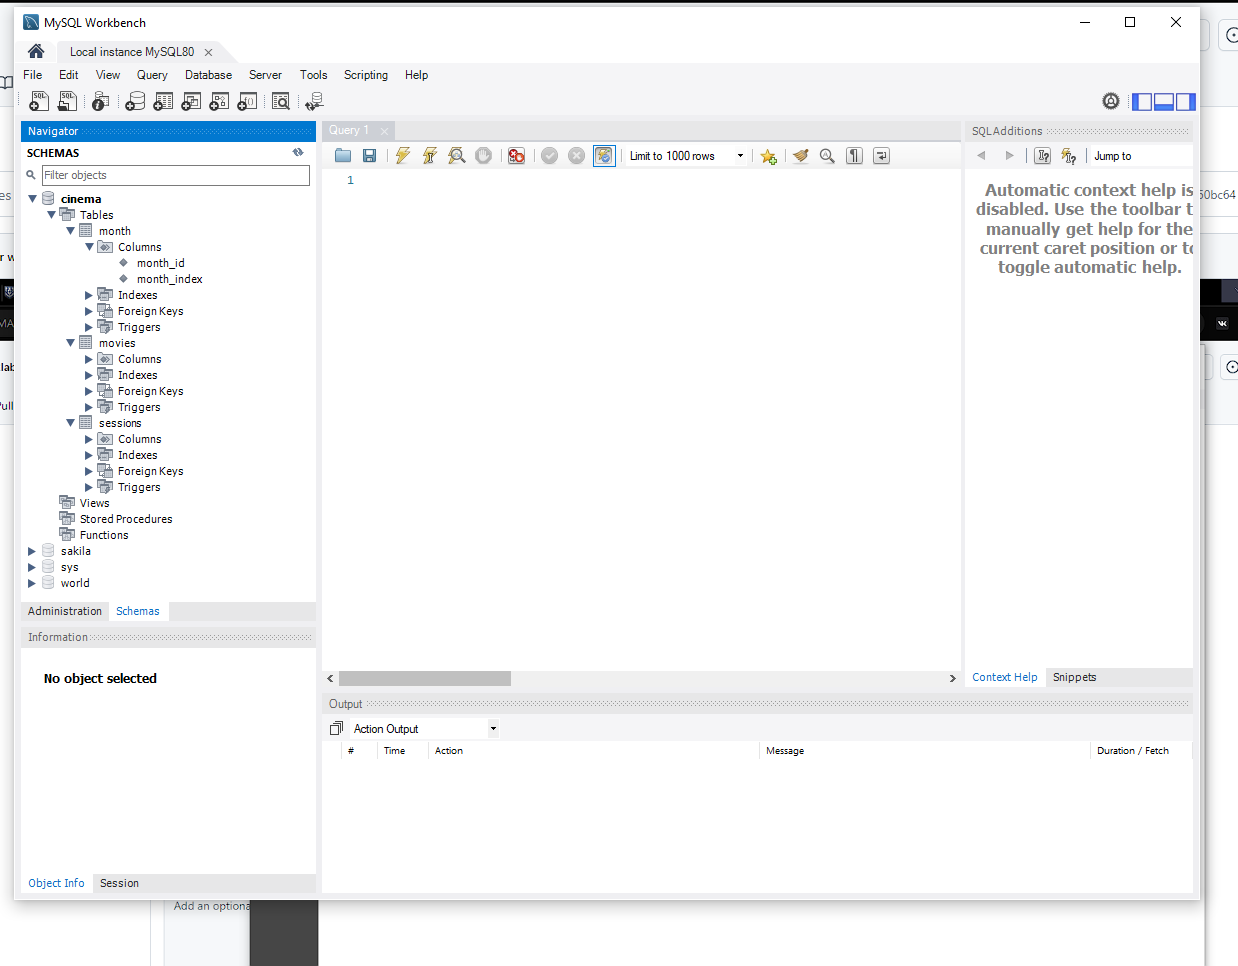 MySQL Workbench
Local instance MySQL80
File Edit View Query Database Server Tools Scripting Help
Navigator
SCHEMAS
Filter objects
cinema
Tables
month
Columns
month_id
month_index
Indexes
Foreign Keys
Triggers
movies
Columns
Indexes
Foreign Keys
Triggers
sessions
Columns
Indexes
Foreign Keys
Triggers
Views
Stored Procedures
Functions
sakila
sys
world
Administration Schemas
Information
No object selected
Object Info Session
Query 1
Limit to 1000 rows
1
SQLAdditions
Jump to
Automatic context help is
disabled. Use the toolbar t
manually get help for the
current caret position or to
toggle automatic help.
Context Help Snippets
Output
Action Output
# Time Action Message Duration / Fetch
Add an optiona
50bc64